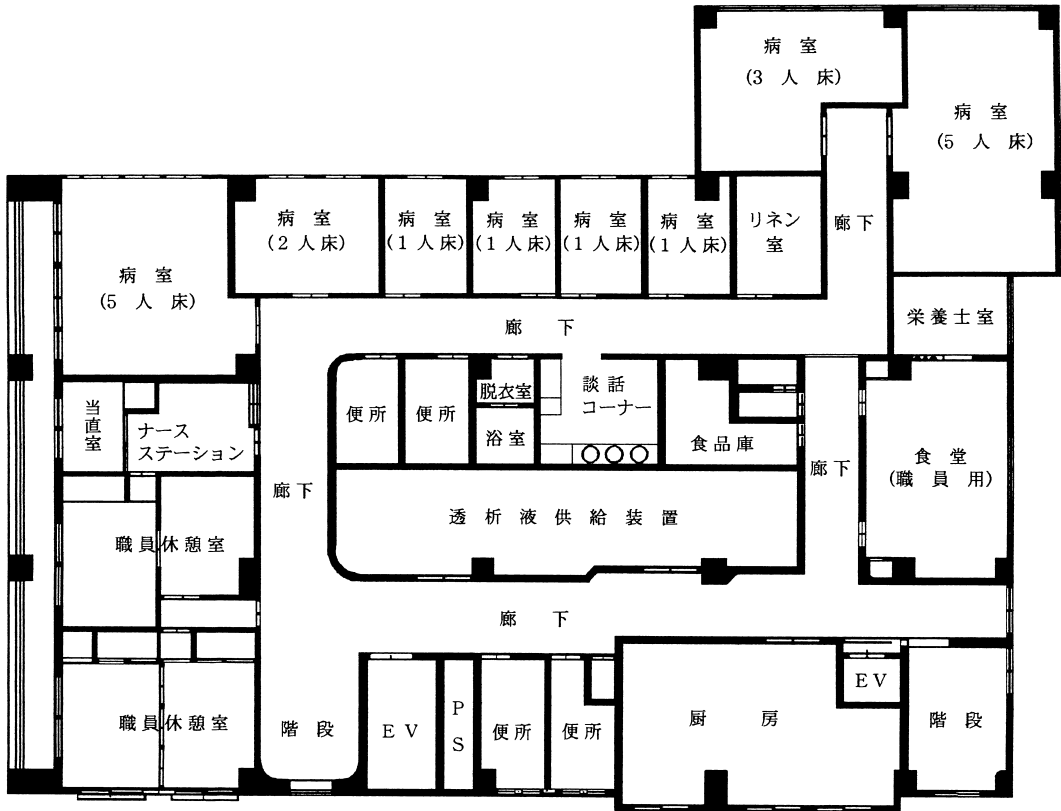 病室
(3人床)
病室
(5人床)
病室
(2人床)
病室
(1人床)
病室
(1人床)
病室
(1人床)
病室
(1人床)
リネン
室
廊下
病室
(5人床)
廊下
栄養士室
便所
便所
脱衣室
浴室
談話
コーナー
食品庫
当直室
ナース
ステーション
廊下
廊下
食堂
(職員用)
透析液供給装置
職員休憩室
廊下
職員休憩室
階段
EV
PS
便所
便所
厨房
EV
階段